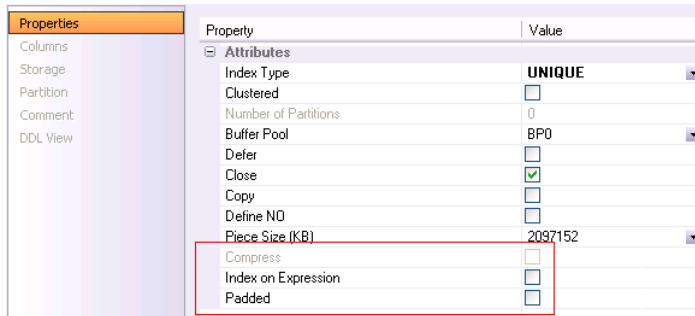 Properties
Columns
Storage
Partition
Comment
DDL View
Property Value
Attributes
Index Type UNIQUE
Clustered
Number of Partitions 0
Buffer Pool BP0
Defer
Close
Copy
Define NO
Piece Size (KB) 2097152
Compress
Index on Expression
Padded